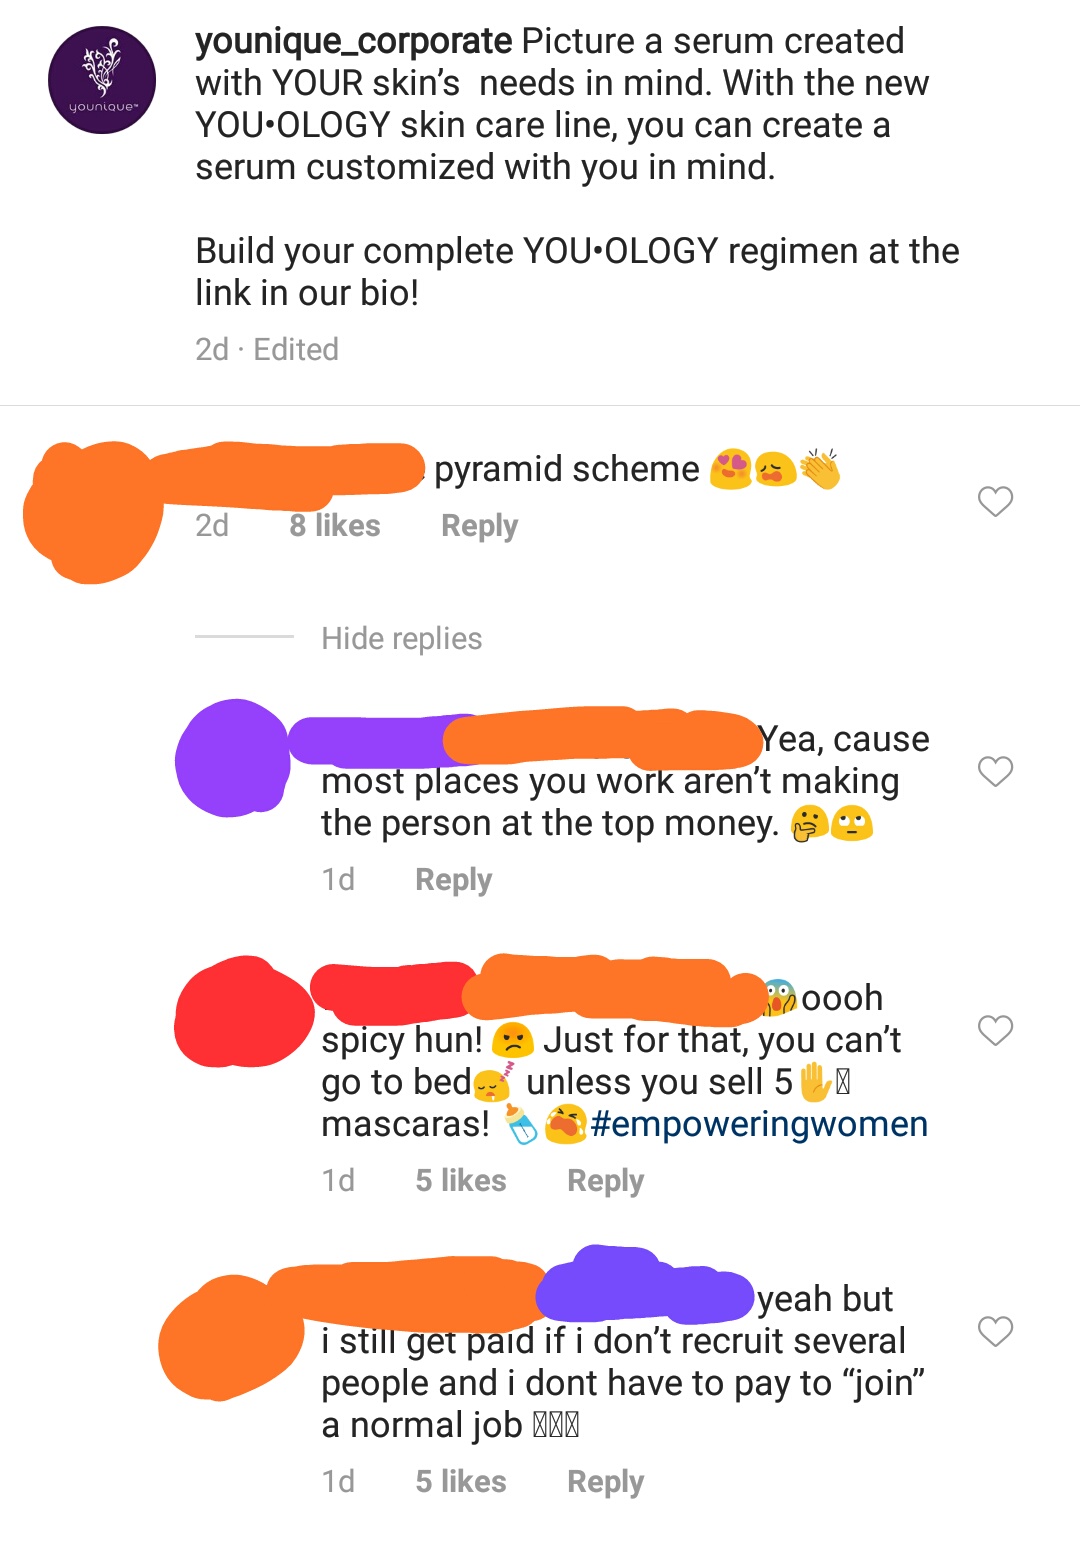 younique™
younique_corporate Picture a serum created
with YOUR skin’s  needs in mind. With the new
YOU•OLOGY skin care line, you can create a
serum customized with you in mind.
Build your complete YOU•OLOGY regimen at the
link in our bio!
2d · Edited
pyramid scheme 😍😩👏
2d 8 likes Reply
Hide replies
Yea, cause
most places you work aren’t making
the person at the top money. 🤔🙄
1d Reply
😱oooh
spicy hun! 😠 Just for that, you can’t
go to bed😴 unless you sell 5✋
mascaras! 🍼😭#empoweringwomen
1d 5 likes Reply
yeah but
i still get paid if i don’t recruit several
people and i dont have to pay to “join”
a normal job
1d 5 likes Reply